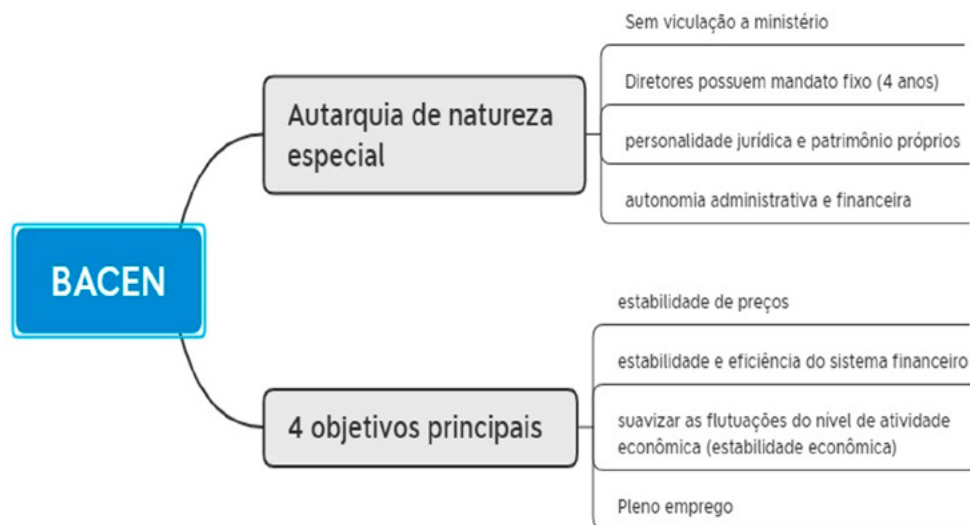 BACEN
Autarquia de natureza
especial
Sem viculação a ministério
Diretores possuem mandato fixo (4 anos)
personalidade jurídica e patrimônio próprios
autonomia administrativa e financeira
4 objetivos principais
estabilidade de preços
estabilidade e eficiência do sistema financeiro
suavizar as flutuações do nível de atividade
econômica (estabilidade econômica)
Pleno emprego